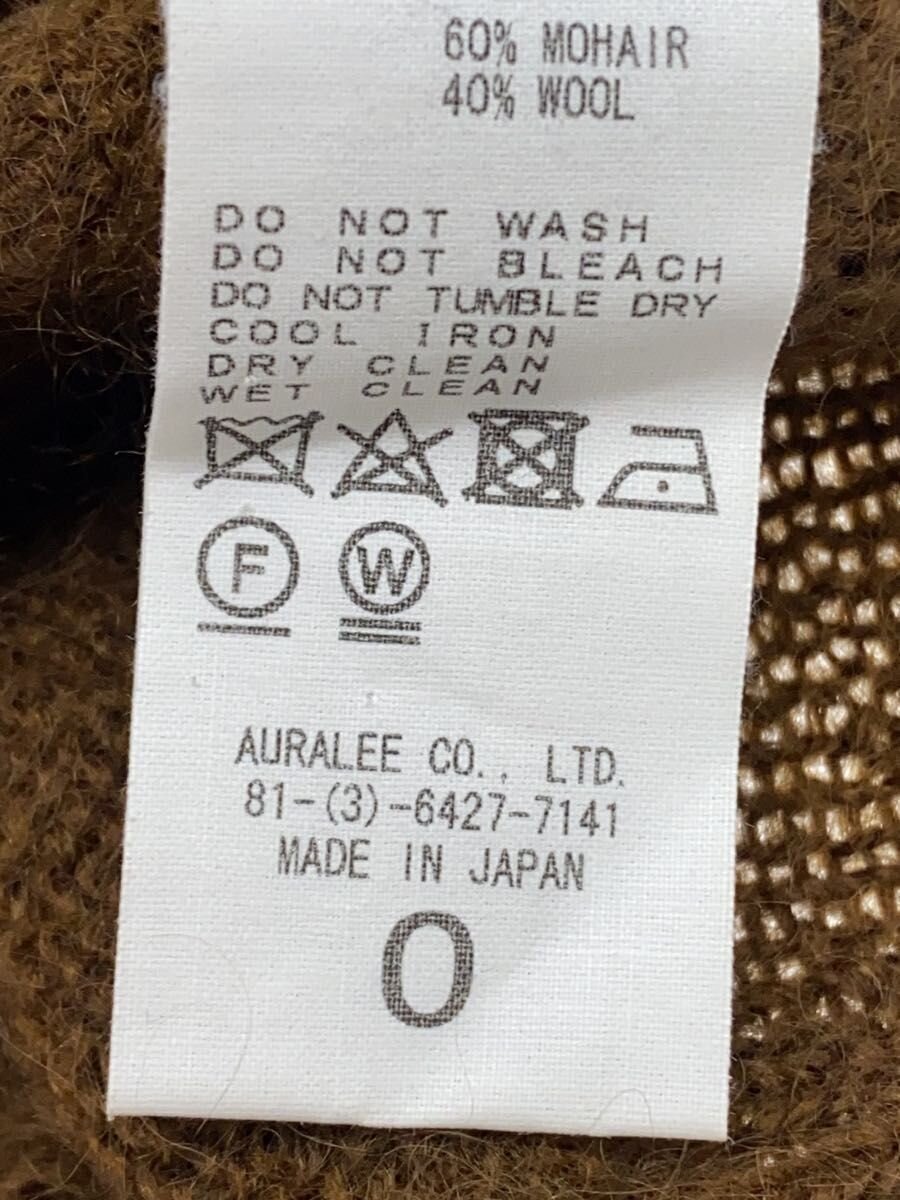 60% MOHAIR
40% WOOL
DO NOT WASH
DO NOT BLEACH
DO NOT TUMBLE DRY
COOL IRON
DRY CLEAN
WET CLEAN
F W
AURALEE CO., LTD.
81-(3)-6427-7141
MADE IN JAPAN
0